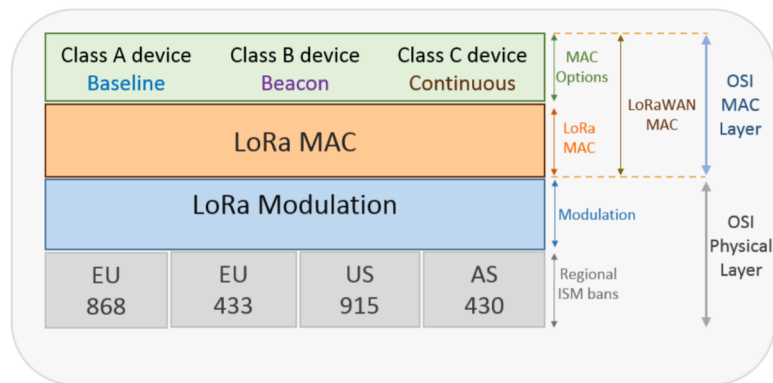 Class A device
Baseline
Class B device
Beacon
Class C device
Continuous
MAC
Options
LoRaWAN
MAC
OSI
MAC
Layer
LoRa MAC
LoRa
MAC
LoRa Modulation
Modulation
OSI
Physical
Layer
EU
868
EU
433
US
915
AS
430
Regional
ISM bans